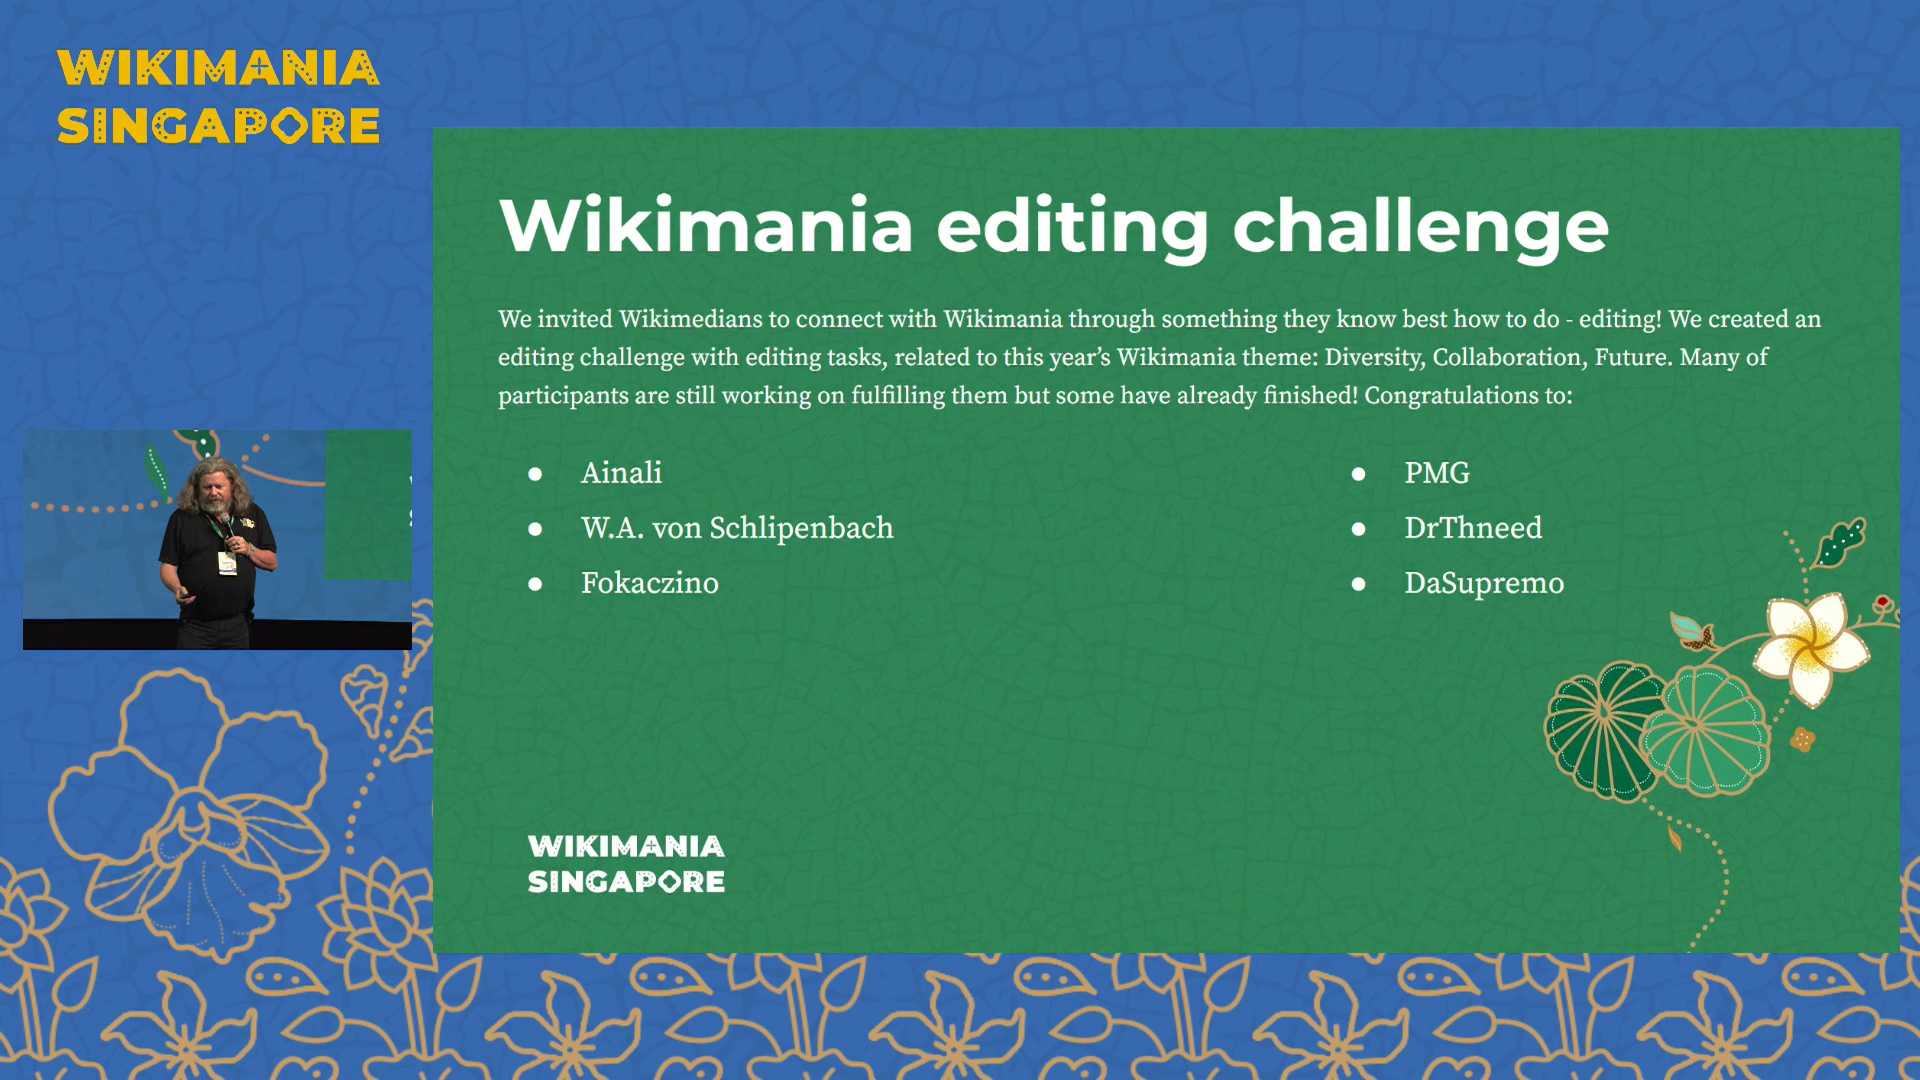 WIKIMANIA
SINGAPORE
Wikimania editing challenge
We invited Wikimedians to connect with Wikimania through something they know best how to do - editing! We created an
editing challenge with editing tasks, related to this year’s Wikimania theme: Diversity, Collaboration, Future. Many of
participants are still working on fulfilling them but some have already finished! Congratulations to:
● Ainali
● W.A. von Schlipenbach
● Fokaczino
● PMG
● DrThneed
● DaSupremo
WIKIMANIA
SINGAPORE